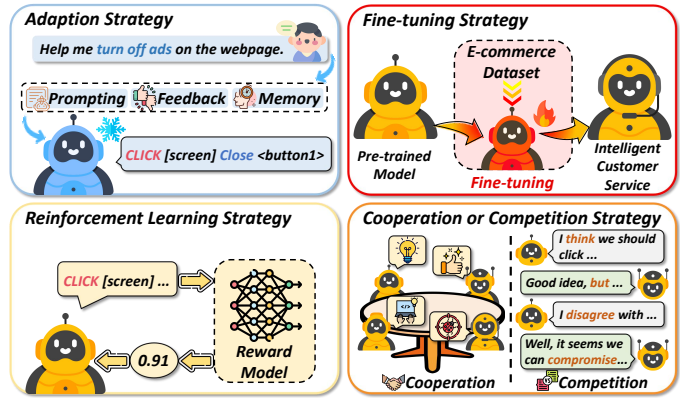 Adaption Strategy
Help me turn off ads on the webpage.
Prompting
Feedback
Memory
CLICK [screen] Close <button1>
Fine-tuning Strategy
E-commerce
Dataset
Pre-trained
Model
Fine-tuning
Intelligent
Customer
Service
Reinforcement Learning Strategy
CLICK [screen] ...
0.91
Reward
Model
Cooperation or Competition Strategy
</>
Cooperation
I think we should
click ...
Good idea, but ...
I disagree with ...
Well, it seems we
can compromise...
Competition